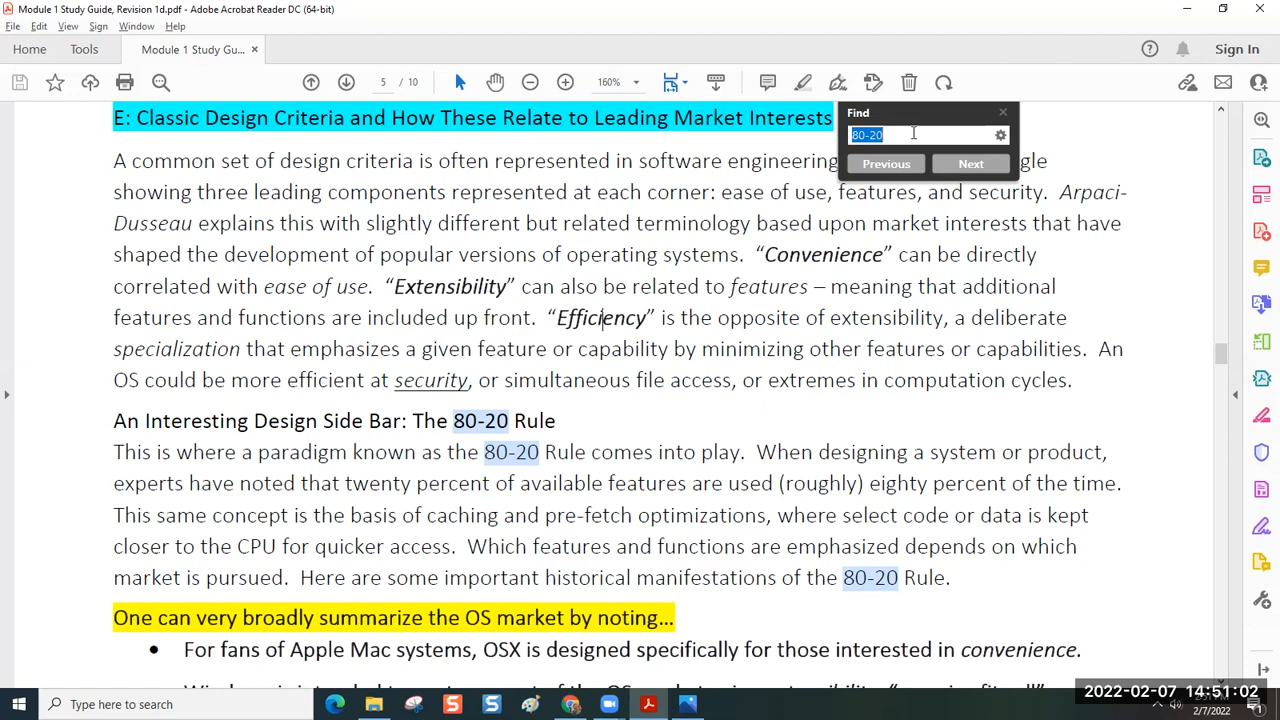 Module 1 Study Guide, Revision 1d.pdf - Adobe Acrobat Reader DC (64-bit)
File Edit View Sign Window Help
Home Tools Module 1 Study Gu... × Sign In
5 / 10 160%
E: Classic Design Criteria and How These Relate to Leading Market Interests
Find
80-20
Previous Next
A common set of design criteria is often represented in software engineering gle
showing three leading components represented at each corner: ease of use, features, and security. Arpaci-
Dusseau explains this with slightly different but related terminology based upon market interests that have
shaped the development of popular versions of operating systems. “Convenience” can be directly
correlated with ease of use. “Extensibility” can also be related to features – meaning that additional
features and functions are included up front. “Efficiency” is the opposite of extensibility, a deliberate
specialization that emphasizes a given feature or capability by minimizing other features or capabilities. An
OS could be more efficient at security, or simultaneous file access, or extremes in computation cycles.
An Interesting Design Side Bar: The 80-20 Rule
This is where a paradigm known as the 80-20 Rule comes into play. When designing a system or product,
experts have noted that twenty percent of available features are used (roughly) eighty percent of the time.
This same concept is the basis of caching and pre-fetch optimizations, where select code or data is kept
closer to the CPU for quicker access. Which features and functions are emphasized depends on which
market is pursued. Here are some important historical manifestations of the 80-20 Rule.
One can very broadly summarize the OS market by noting…
• For fans of Apple Mac systems, OSX is designed specifically for those interested in convenience.
Type here to search
2022-02-07 14:51:02
2/7/2022